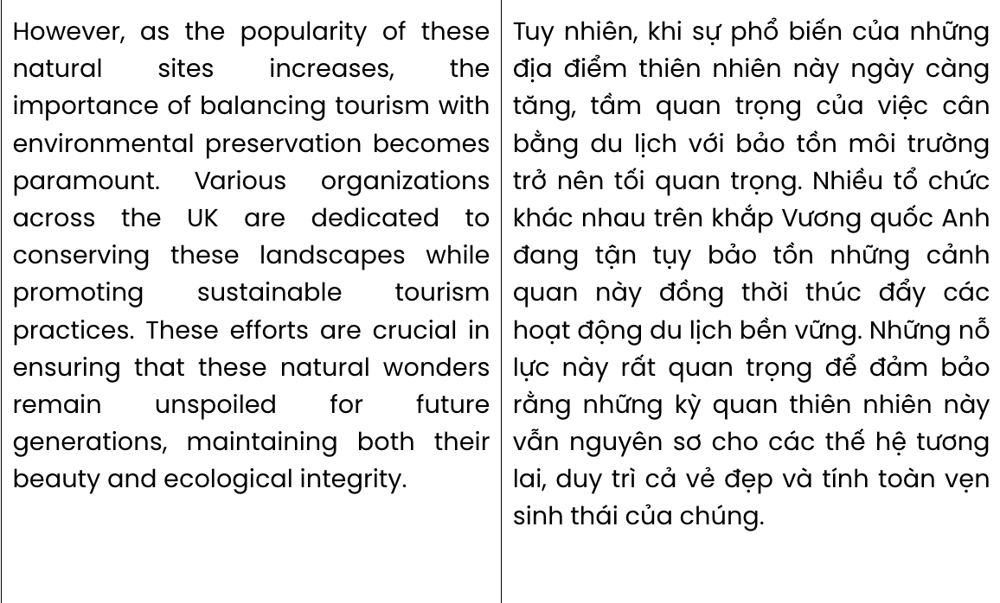 However, as the popularity of these
natural sites increases, the
importance of balancing tourism with
environmental preservation becomes
paramount. Various organizations
across the UK are dedicated to
conserving these landscapes while
promoting sustainable tourism
practices. These efforts are crucial in
ensuring that these natural wonders
remain unspoiled for future
generations, maintaining both their
beauty and ecological integrity.
Tuy nhiên, khi sự phổ biến của những
địa điểm thiên nhiên này ngày càng
tăng, tầm quan trọng của việc cân
bằng du lịch với bảo tồn môi trường
trở nên tối quan trọng. Nhiều tổ chức
khác nhau trên khắp Vương quốc Anh
đang tận tụy bảo tồn những cảnh
quan này đồng thời thúc đẩy các
hoạt động du lịch bền vững. Những nỗ
lực này rất quan trọng để đảm bảo
rằng những kỳ quan thiên nhiên này
vẫn nguyên sơ cho các thế hệ tương
lai, duy trì cả vẻ đẹp và tính toàn vẹn
sinh thái của chúng.